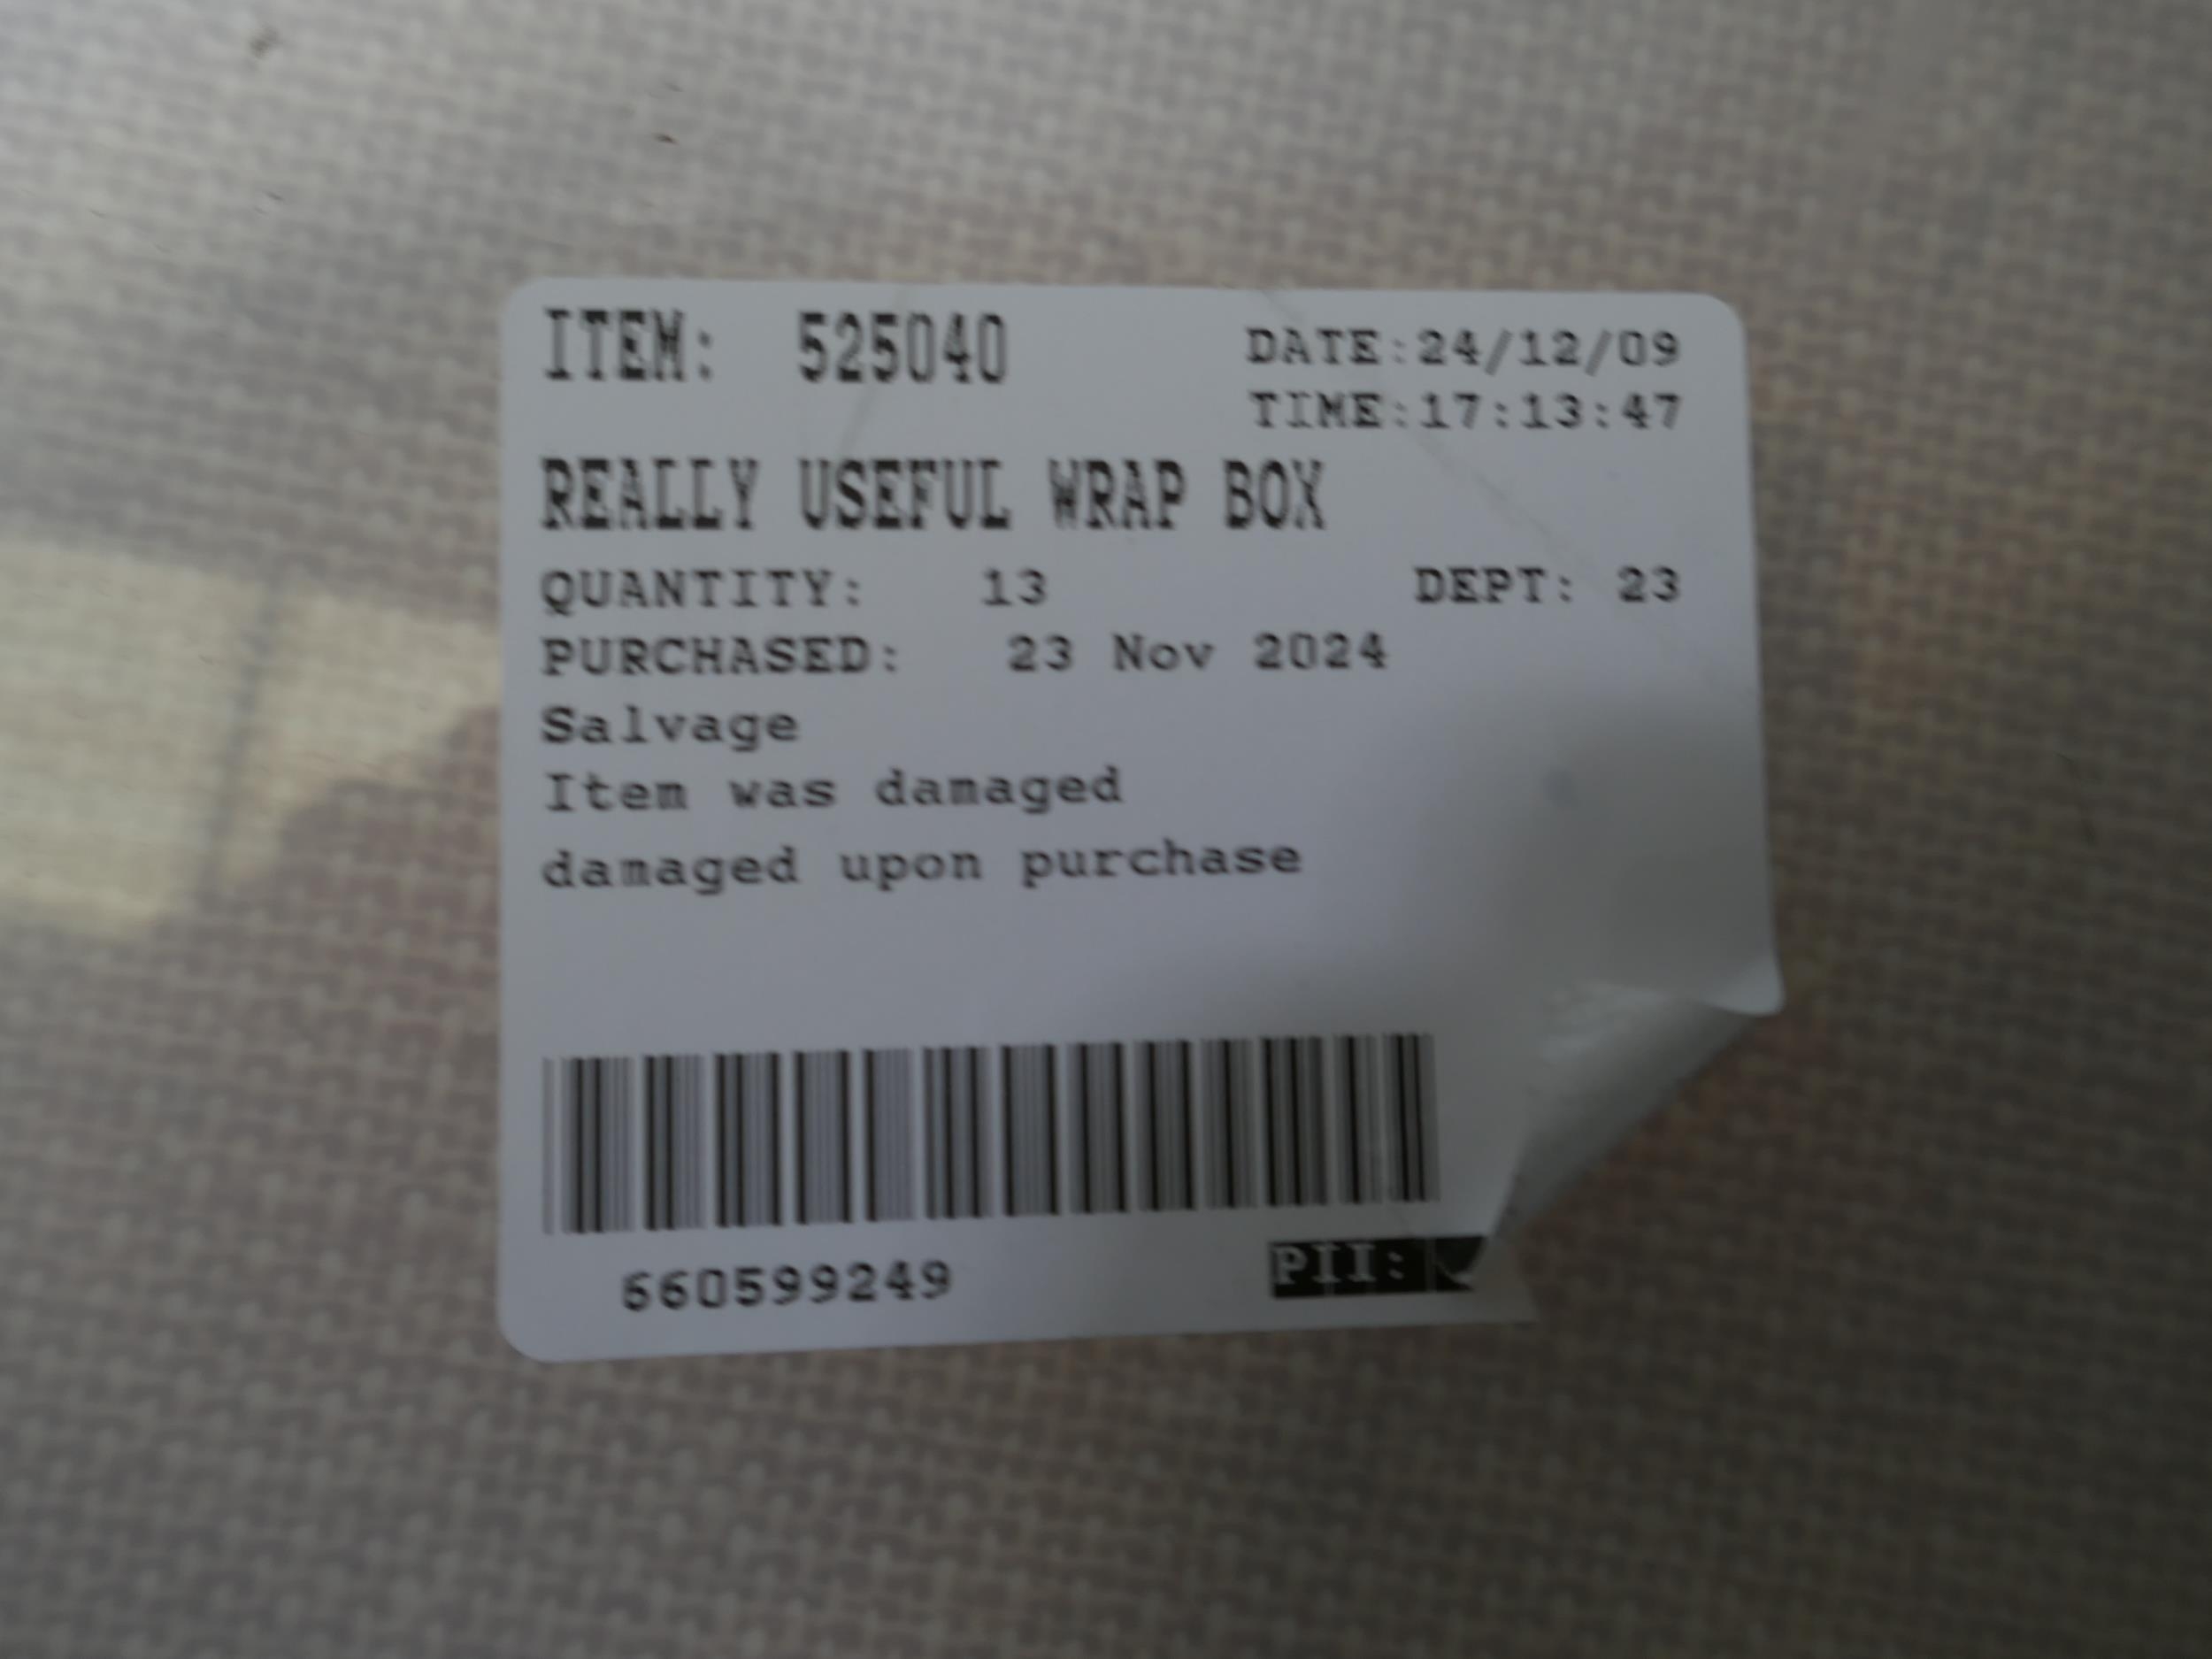 ITEM: 525040
DATE:24/12/09
TIME:17:13:47
REALLY USEFUL WRAP BOX
QUANTITY: 13 DEPT: 23
PURCHASED: 23 Nov 2024
Salvage
Item was damaged
damaged upon purchase
660599249
PII: